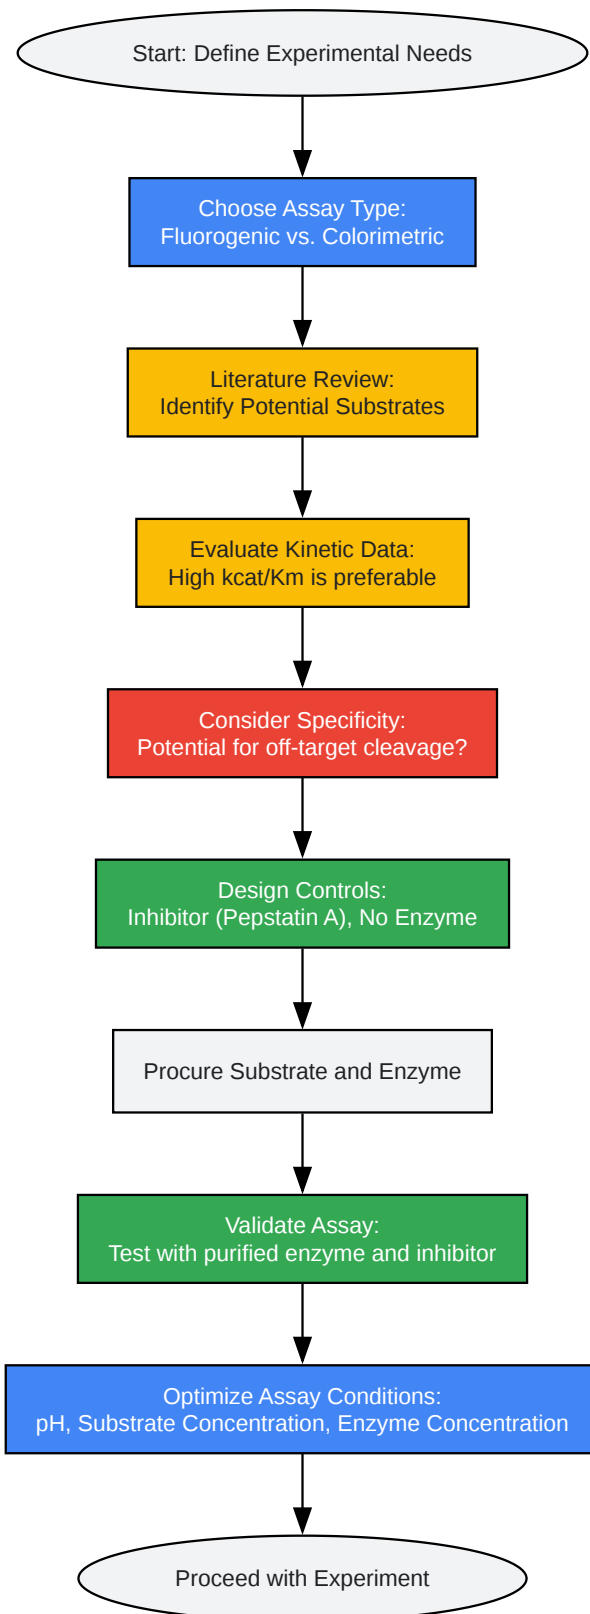 Start: Define Experimental Needs
Choose Assay Type:
Fluorogenic vs. Colorimetric
Literature Review:
Identify Potential Substrates
Evaluate Kinetic Data:
High kcat/Km is preferable
Consider Specificity:
Potential for off-target cleavage?
Design Controls:
Inhibitor (Pepstatin A), No Enzyme
Procure Substrate and Enzyme
Validate Assay:
Test with purified enzyme and inhibitor
Optimize Assay Conditions:
pH, Substrate Concentration, Enzyme Concentration
Proceed with Experiment